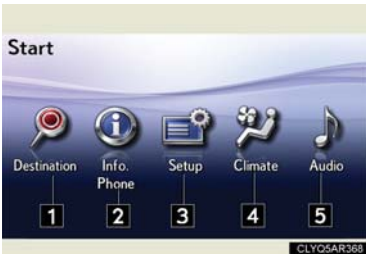 Start
Destination
Info.
Phone
Setup
Climate
Audio
1 2 3 4 5
CLYQ5AR368